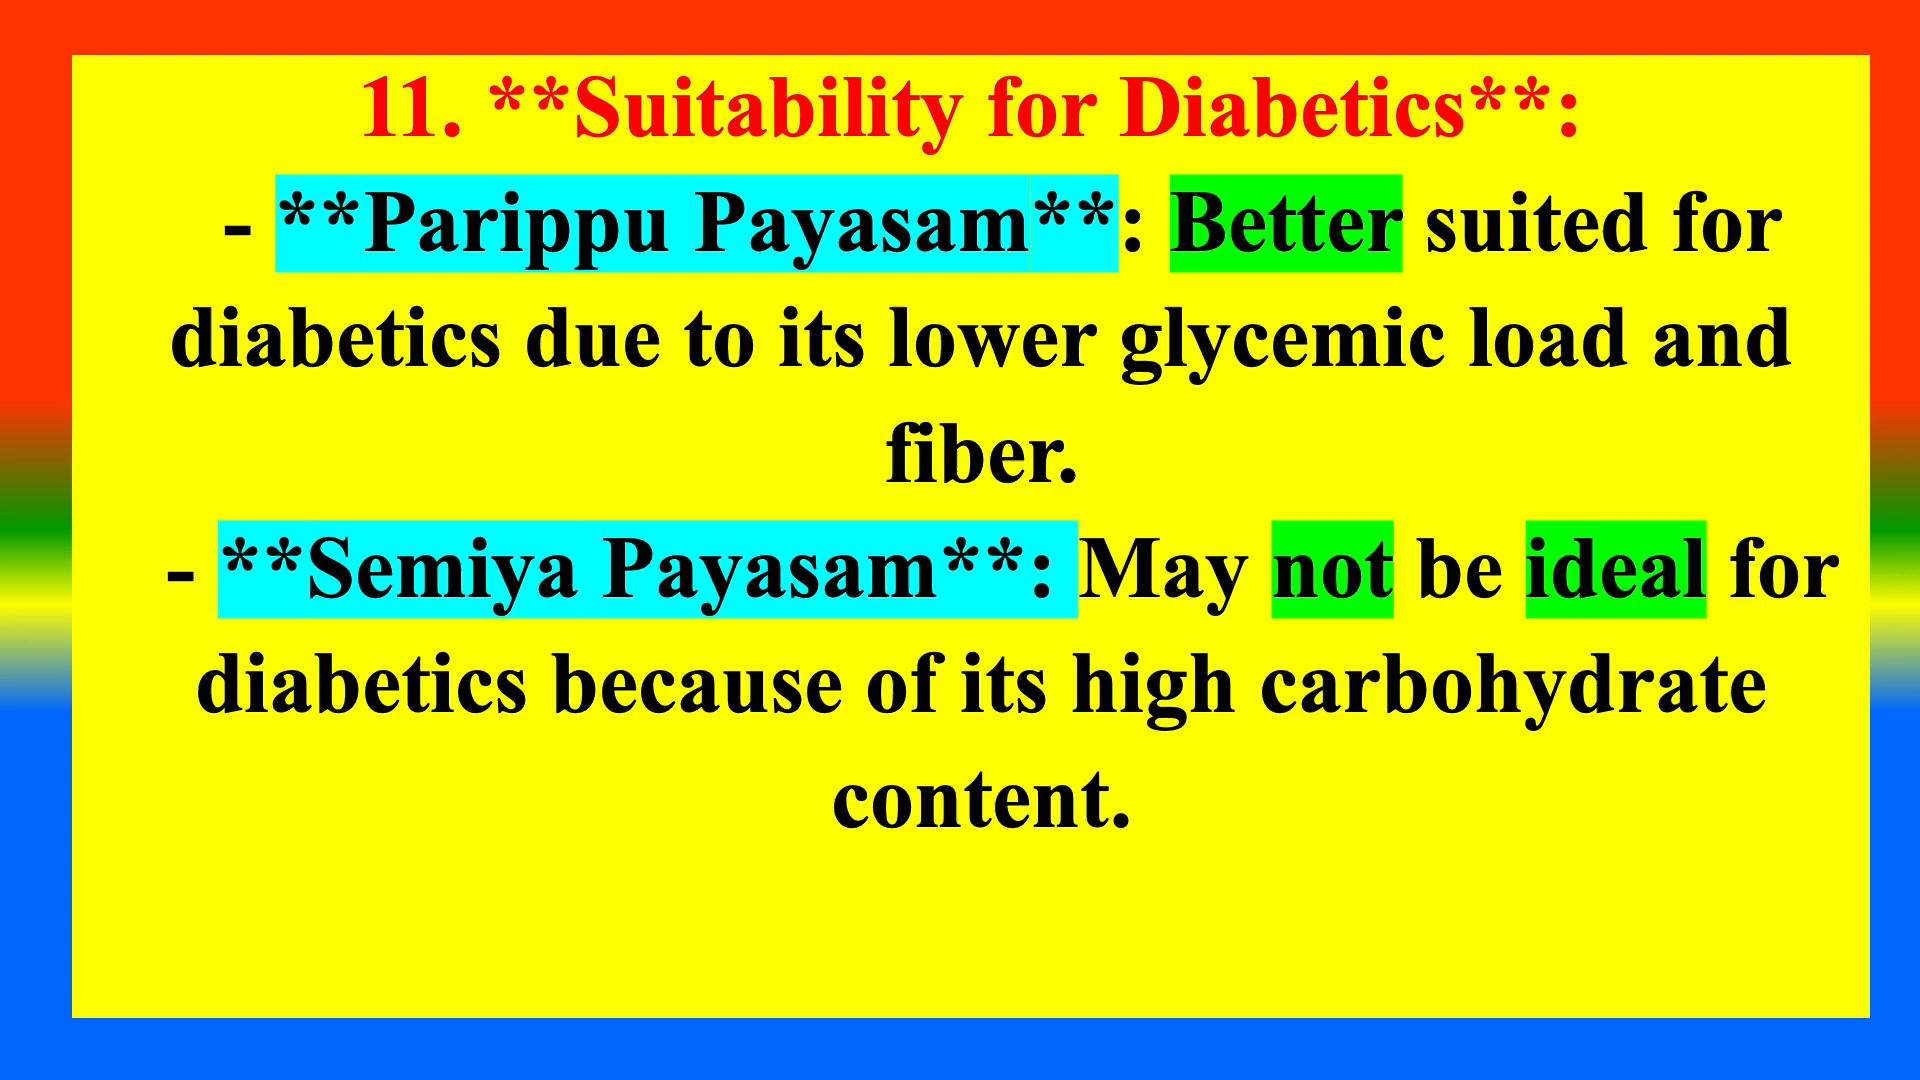 11. **Suitability for Diabetics**:
- **Parippu Payasam**: Better suited for
diabetics due to its lower glycemic load and
fiber.
- **Semiya Payasam**: May not be ideal for
diabetics because of its high carbohydrate
content.